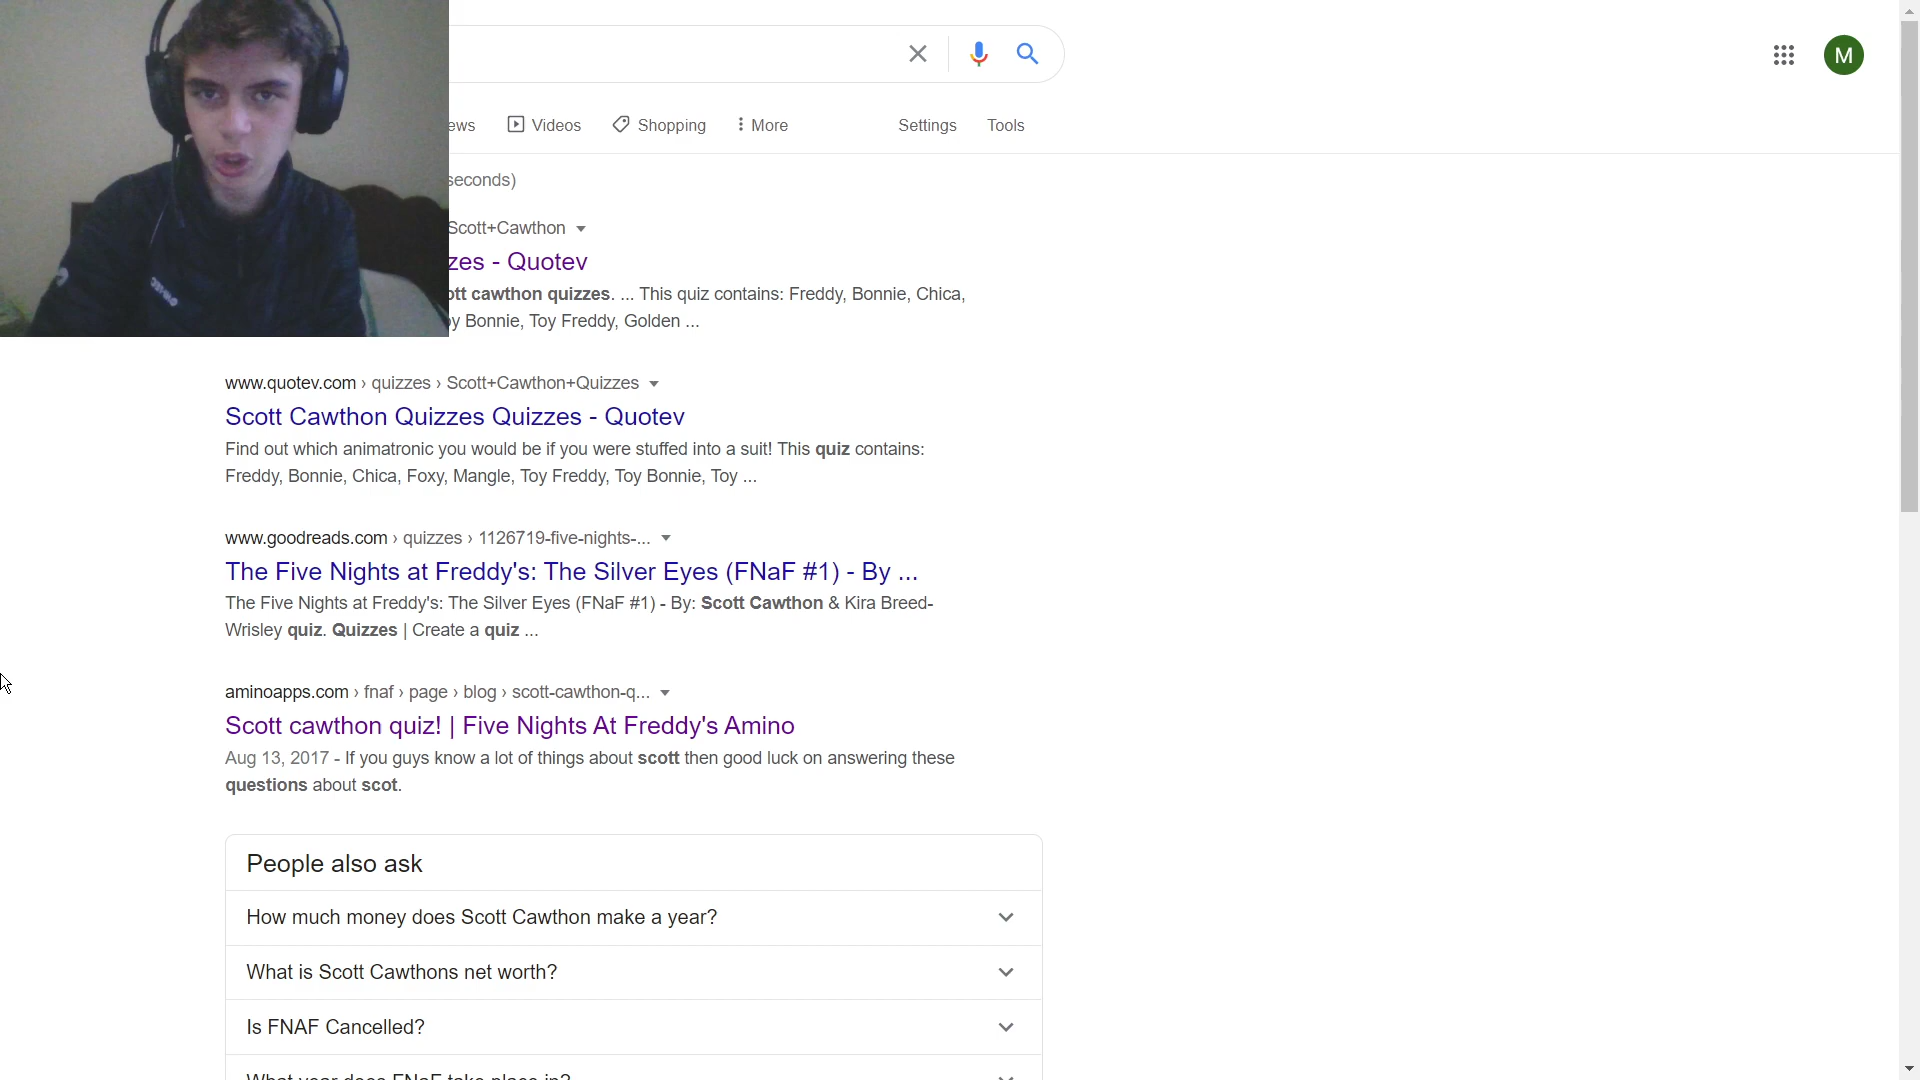 ews
Videos
Shopping
More
Settings
Tools
M
seconds)
Scott+Cawthon
zes - Quotev
ott cawthon quizzes. ... This quiz contains: Freddy, Bonnie, Chica,
y Bonnie, Toy Freddy, Golden ...
www.quotev.com › quizzes › Scott+Cawthon+Quizzes
Scott Cawthon Quizzes Quizzes - Quotev
Find out which animatronic you would be if you were stuffed into a suit! This quiz contains:
Freddy, Bonnie, Chica, Foxy, Mangle, Toy Freddy, Toy Bonnie, Toy ...
www.goodreads.com › quizzes › 1126719-five-nights-...
The Five Nights at Freddy's: The Silver Eyes (FNaF #1) - By ...
The Five Nights at Freddy's: The Silver Eyes (FNaF #1) - By: Scott Cawthon & Kira Breed-
Wrisley quiz. Quizzes | Create a quiz ...
aminoapps.com › fnaf › page › blog › scott-cawthon-q...
Scott cawthon quiz! | Five Nights At Freddy's Amino
Aug 13, 2017 - If you guys know a lot of things about scott then good luck on answering these
questions about scot.
People also ask
How much money does Scott Cawthon make a year?
What is Scott Cawthons net worth?
Is FNAF Cancelled?
What year does FNaF take place in?